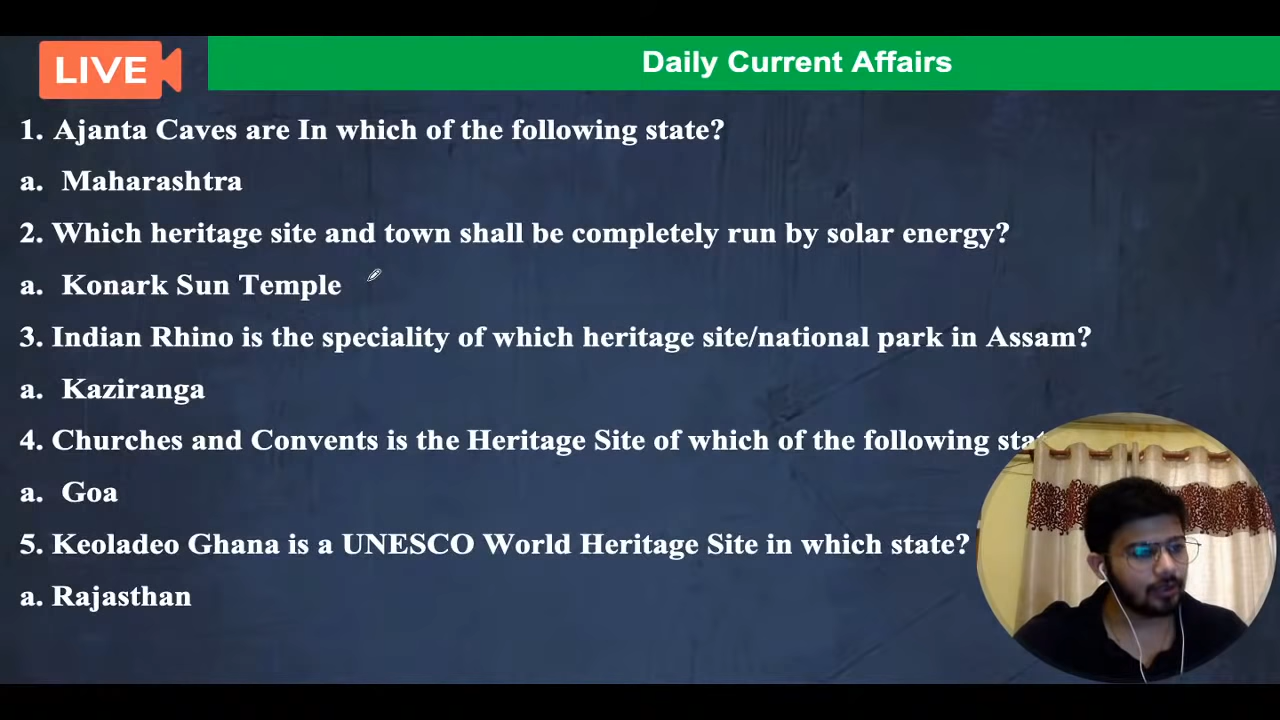 LIVE
Daily Current Affairs
1. Ajanta Caves are In which of the following state?
a. Maharashtra
2. Which heritage site and town shall be completely run by solar energy?
a. Konark Sun Temple
3. Indian Rhino is the speciality of which heritage site/national park in Assam?
a. Kaziranga
4. Churches and Convents is the Heritage Site of which of the following
a. Goa
5. Keoladeo Ghana is a UNESCO World Heritage Site in which state?
a. Rajasthan